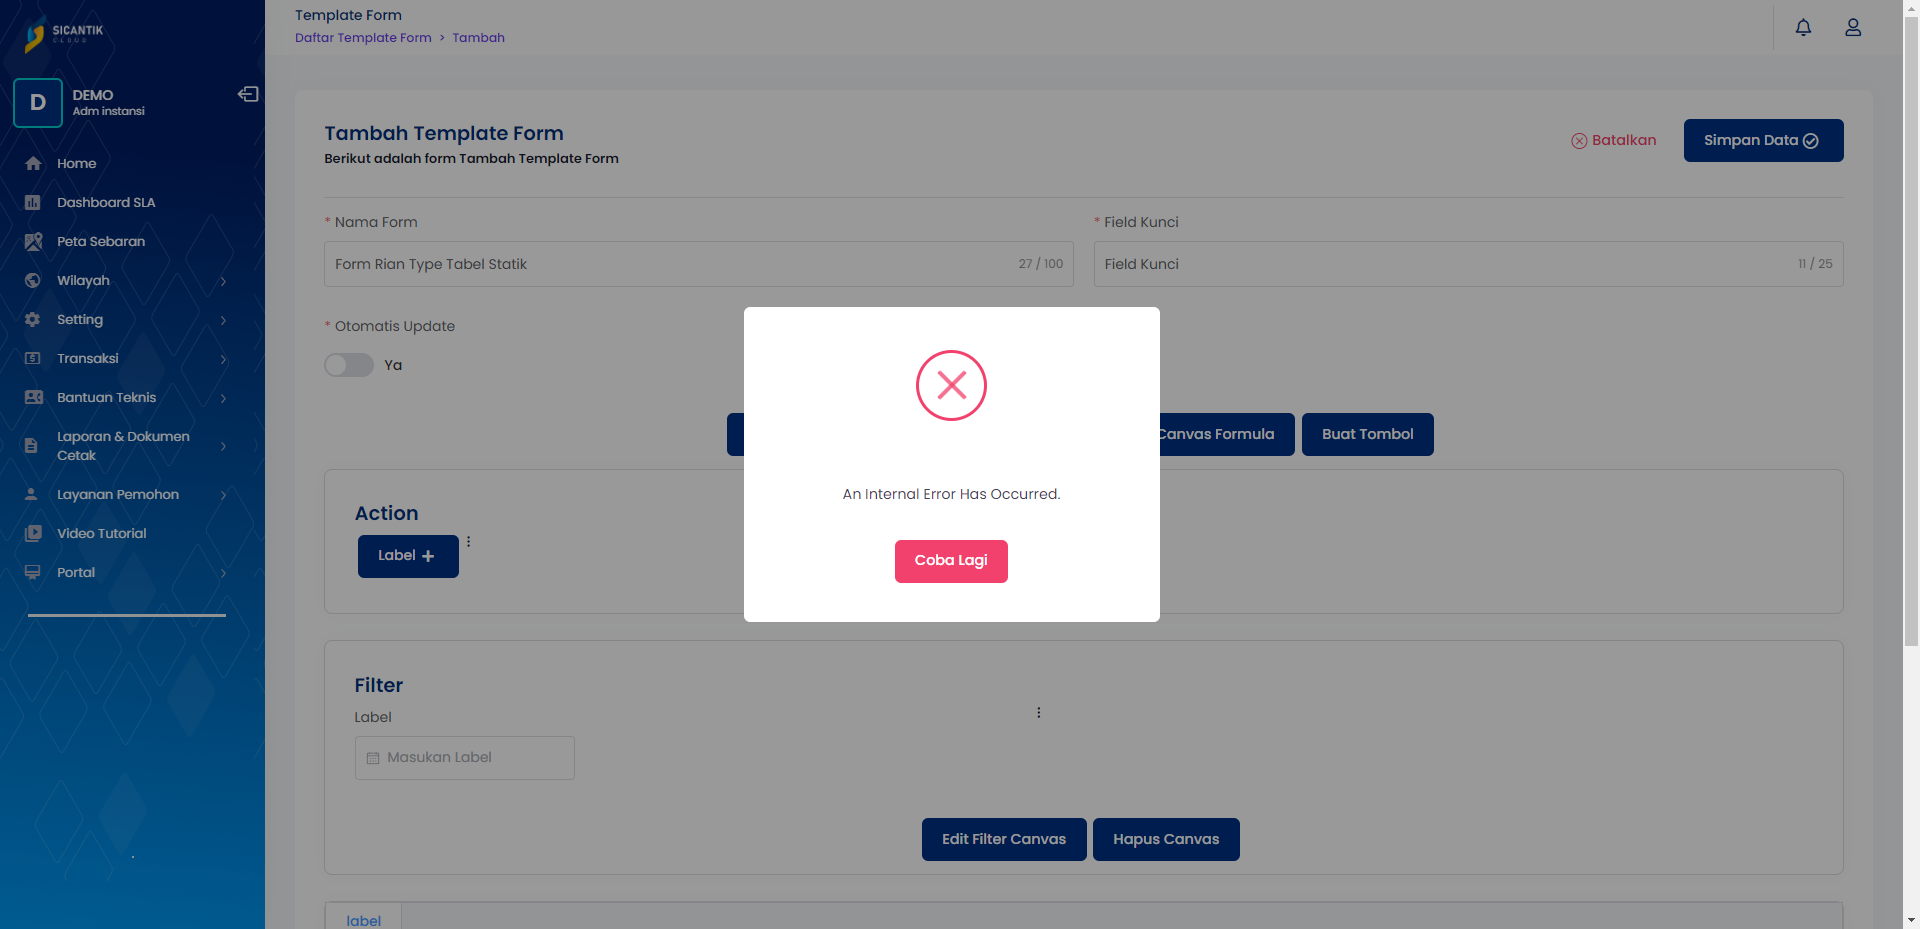 SICANTIK
CLOUD
D
DEMO
Adm instansi
Home
Dashboard SLA
Peta Sebaran
Wilayah
Setting
Transaksi
Bantuan Teknis
Laporan & Dokumen
Cetak
Layanan Pemohon
Video Tutorial
Portal
Template Form
Daftar Template Form > Tambah
Tambah Template Form
Berikut adalah form Tambah Template Form
Batalkan
Simpan Data
* Nama Form
Form Rian Type Tabel Statik
27 / 100
* Field Kunci
Field Kunci
11 / 25
* Otomatis Update
Ya
Canvas Formula
Buat Tombol
An Internal Error Has Occurred.
Coba Lagi
Action
Label +
Filter
Label
Masukan Label
Edit Filter Canvas
Hapus Canvas
label